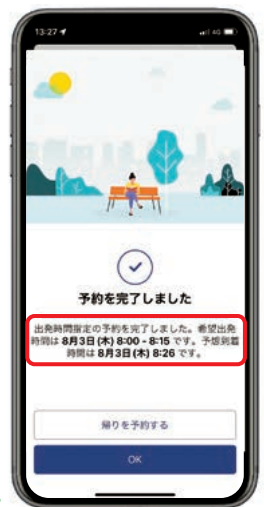 13:27
4G
予約を完了しました
出発時間指定の予約を完了しました。希望出発
時間は 8月3日(木) 8:00 - 8:15 です。予想到着
時間は 8月3日(木) 8:26 です。
帰りを予約する
OK